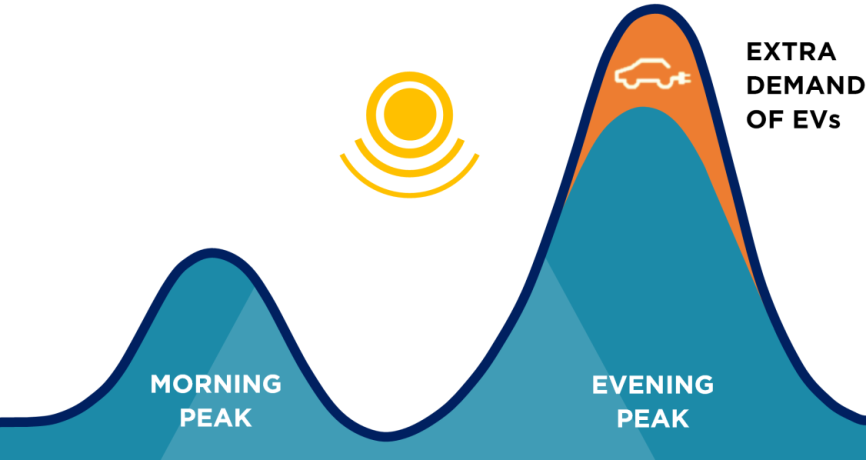 EXTRA
DEMAND
OF EVs
MORNING
PEAK
EVENING
PEAK